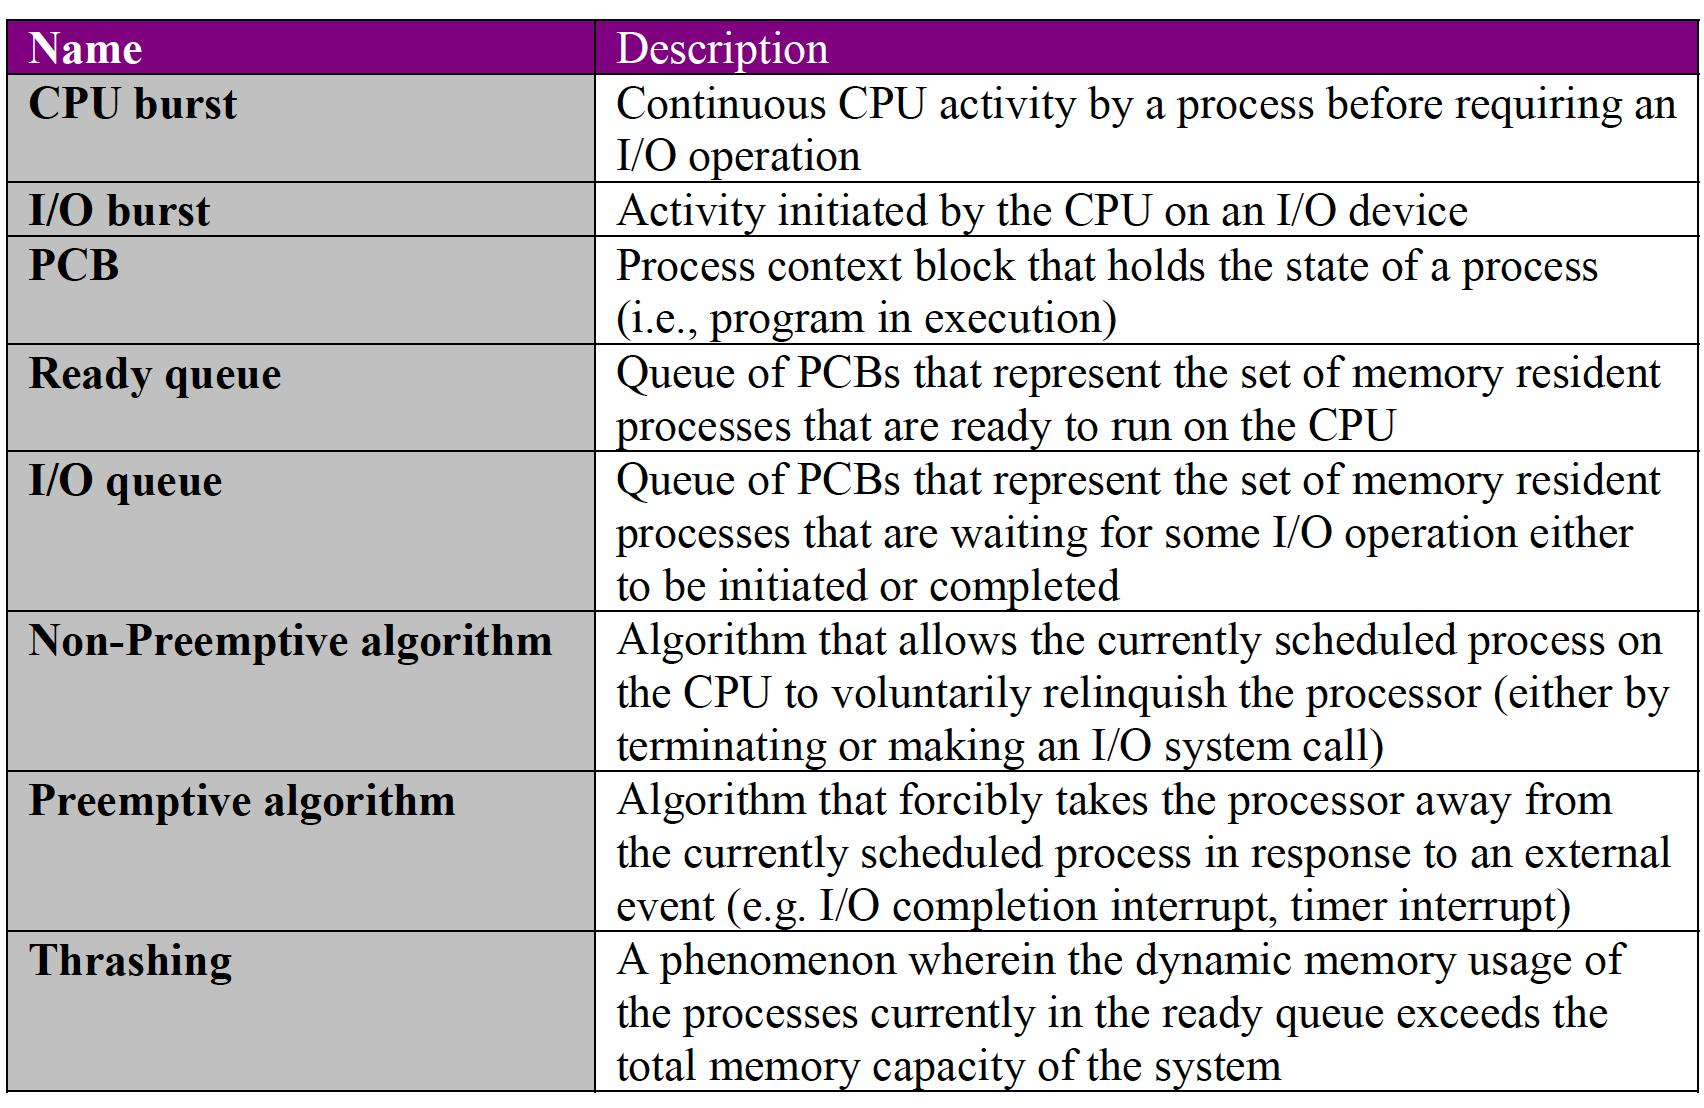 Name
Description
CPU burst
Continuous CPU activity by a process before requiring an
I/O operation
I/O burst
Activity initiated by the CPU on an I/O device
PCB
Process context block that holds the state of a process
(i.e., program in execution)
Ready queue
Queue of PCBs that represent the set of memory resident
processes that are ready to run on the CPU
I/O queue
Queue of PCBs that represent the set of memory resident
processes that are waiting for some I/O operation either
to be initiated or completed
Non-Preemptive algorithm
Algorithm that allows the currently scheduled process on
the CPU to voluntarily relinquish the processor (either by
terminating or making an I/O system call)
Preemptive algorithm
Algorithm that forcibly takes the processor away from
the currently scheduled process in response to an external
event (e.g. I/O completion interrupt, timer interrupt)
Thrashing
A phenomenon wherein the dynamic memory usage of
the processes currently in the ready queue exceeds the
total memory capacity of the system